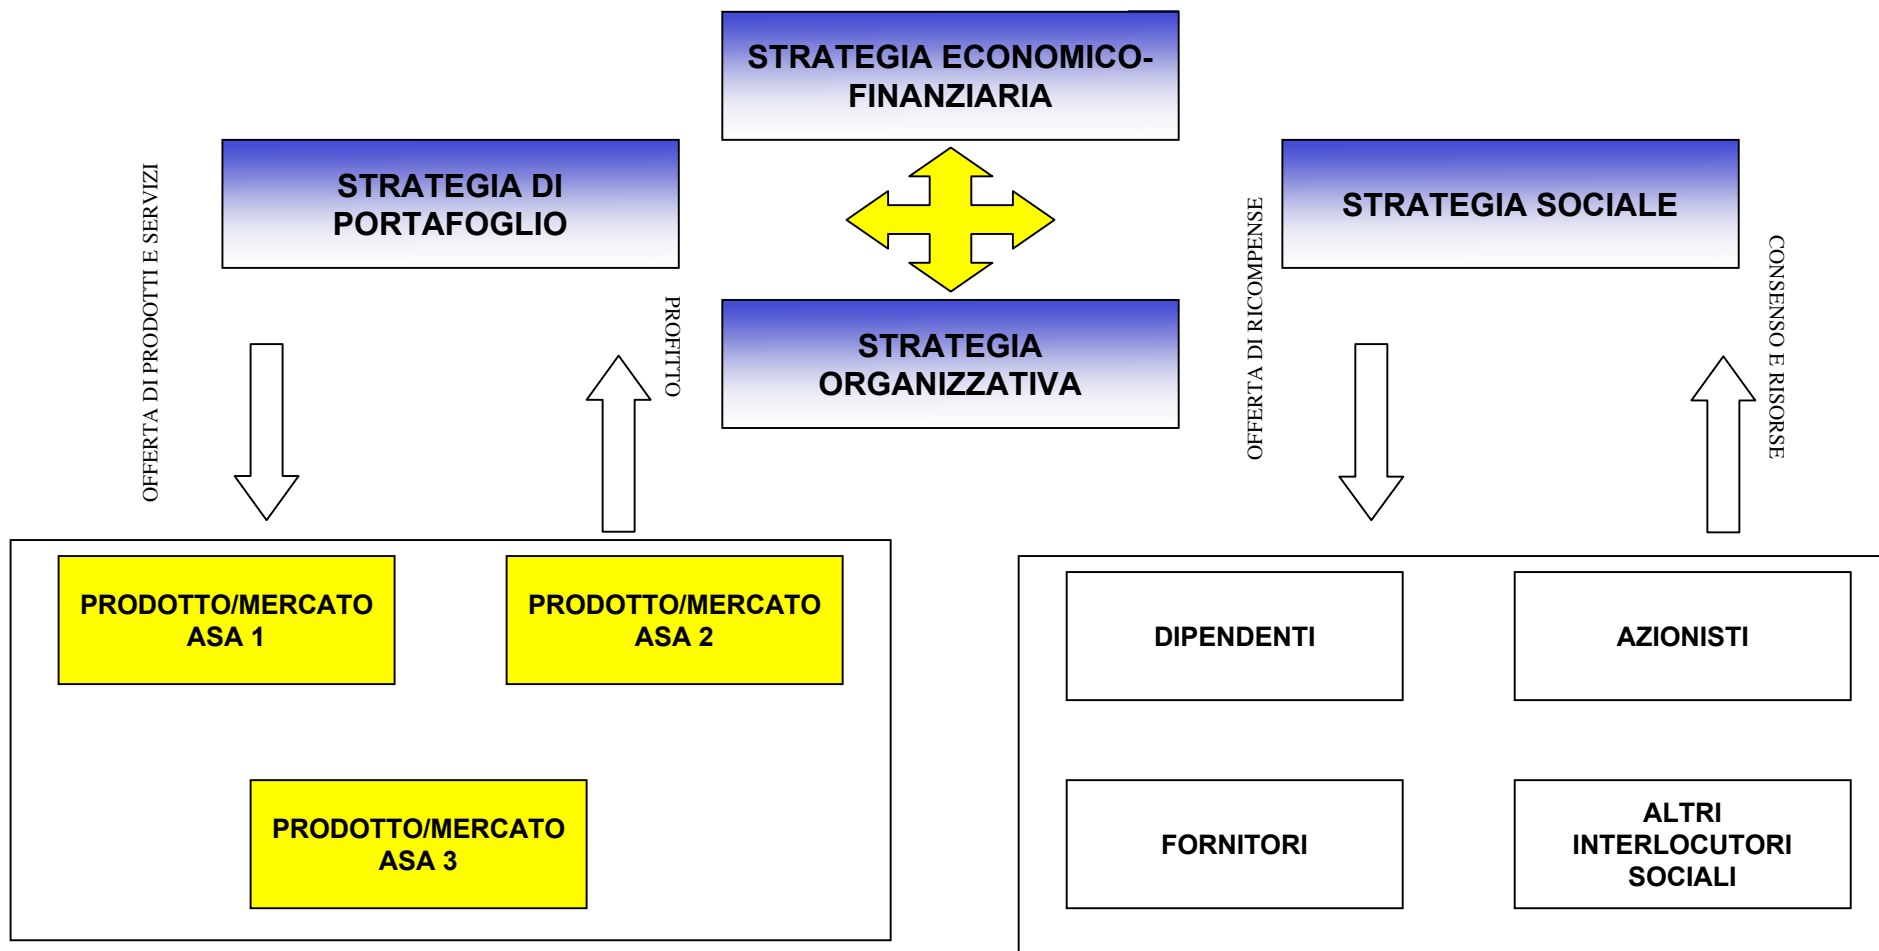 STRATEGIA ECONOMICO-
FINANZIARIA
STRATEGIA DI
PORTAFOGLIO
STRATEGIA SOCIALE
OFFERTA DI PRODOTTI E SERVIZI
PROFITTO
STRATEGIA
ORGANIZZATIVA
OFFERTA DI RICOMPENSE
CONSENSO E RISORSE
PRODOTTO/MERCATO
ASA 1
PRODOTTO/MERCATO
ASA 2
PRODOTTO/MERCATO
ASA 3
DIPENDENTI
AZIONISTI
FORNITORI
ALTRI
INTERLOCUTORI
SOCIALI